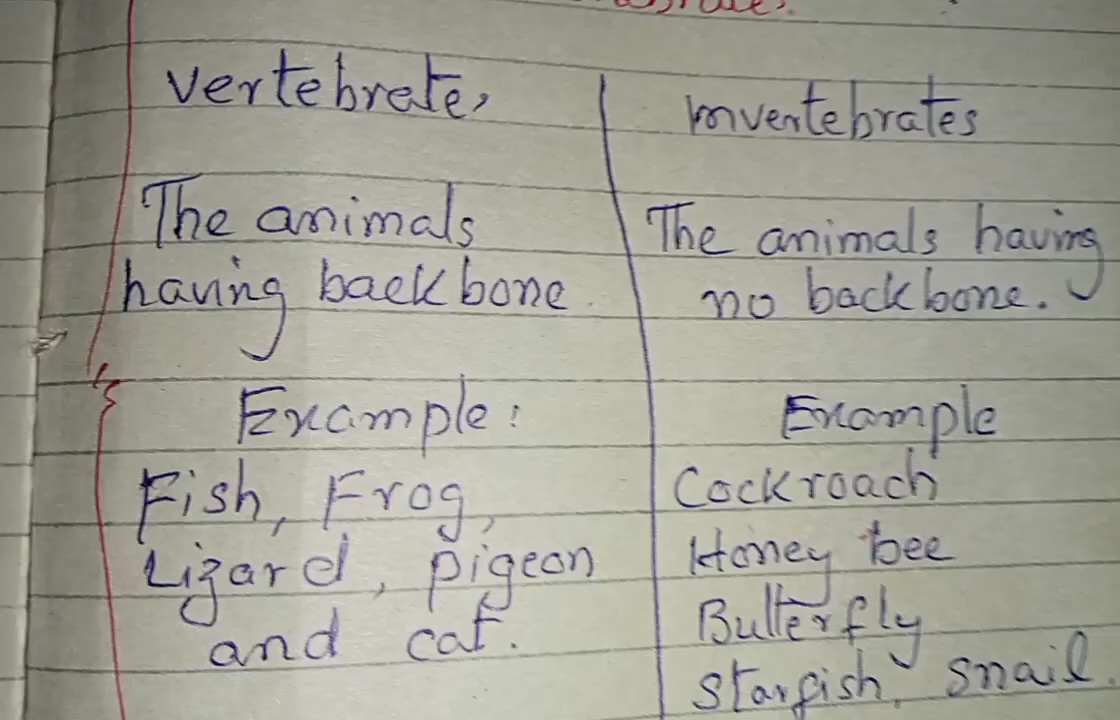 vertebrate,
invertebrates
The animals
having backbone
The animals having
no backbone.
Example:
Fish, Frog,
Lizard, pigeon
and cat.
Example
Cockroach
Honey bee
Butterfly
Starfish, snail.